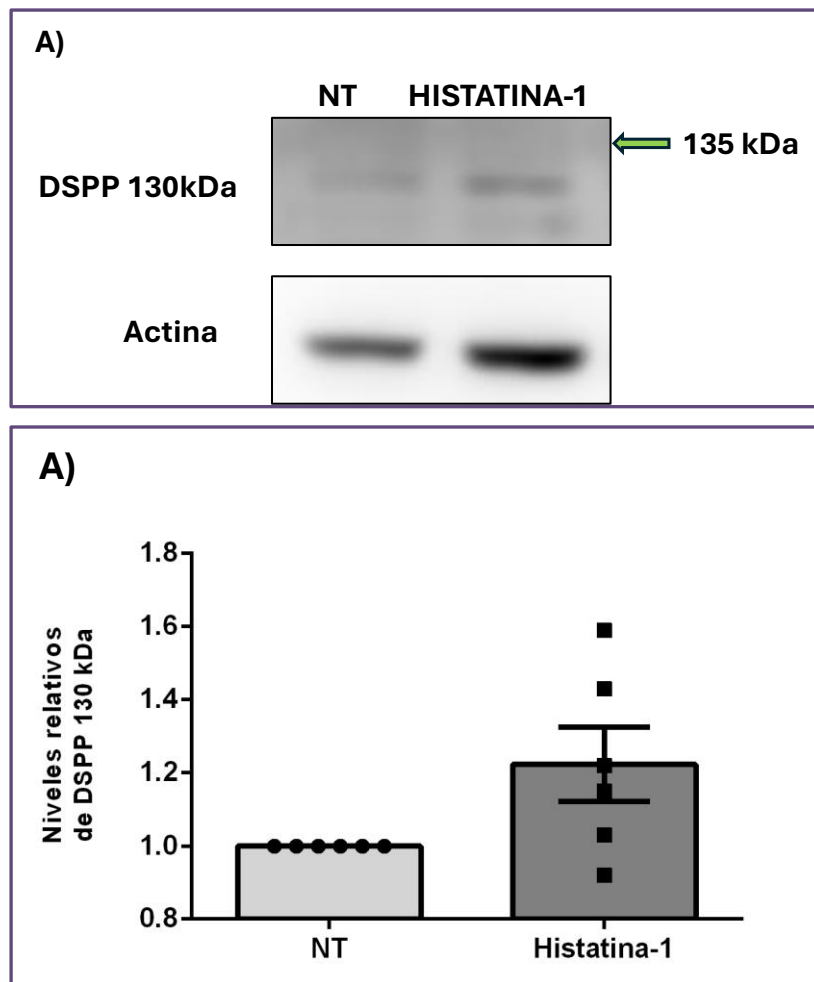 A)
NT HISTATINA-1
135 kDa
DSPP 130kDa
Actina
A)
Niveles relativos
de DSPP 130 kDa
1.8
1.6
1.4
1.2
1.0
0.8
NT Histatina-1